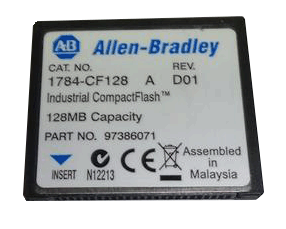 AB Allen-Bradley
CAT. NO. REV.
1784-CF128 A D01
Industrial CompactFlash™
128MB Capacity
PART NO. 97386071
INSERT N12213 Assembled in
Malaysia